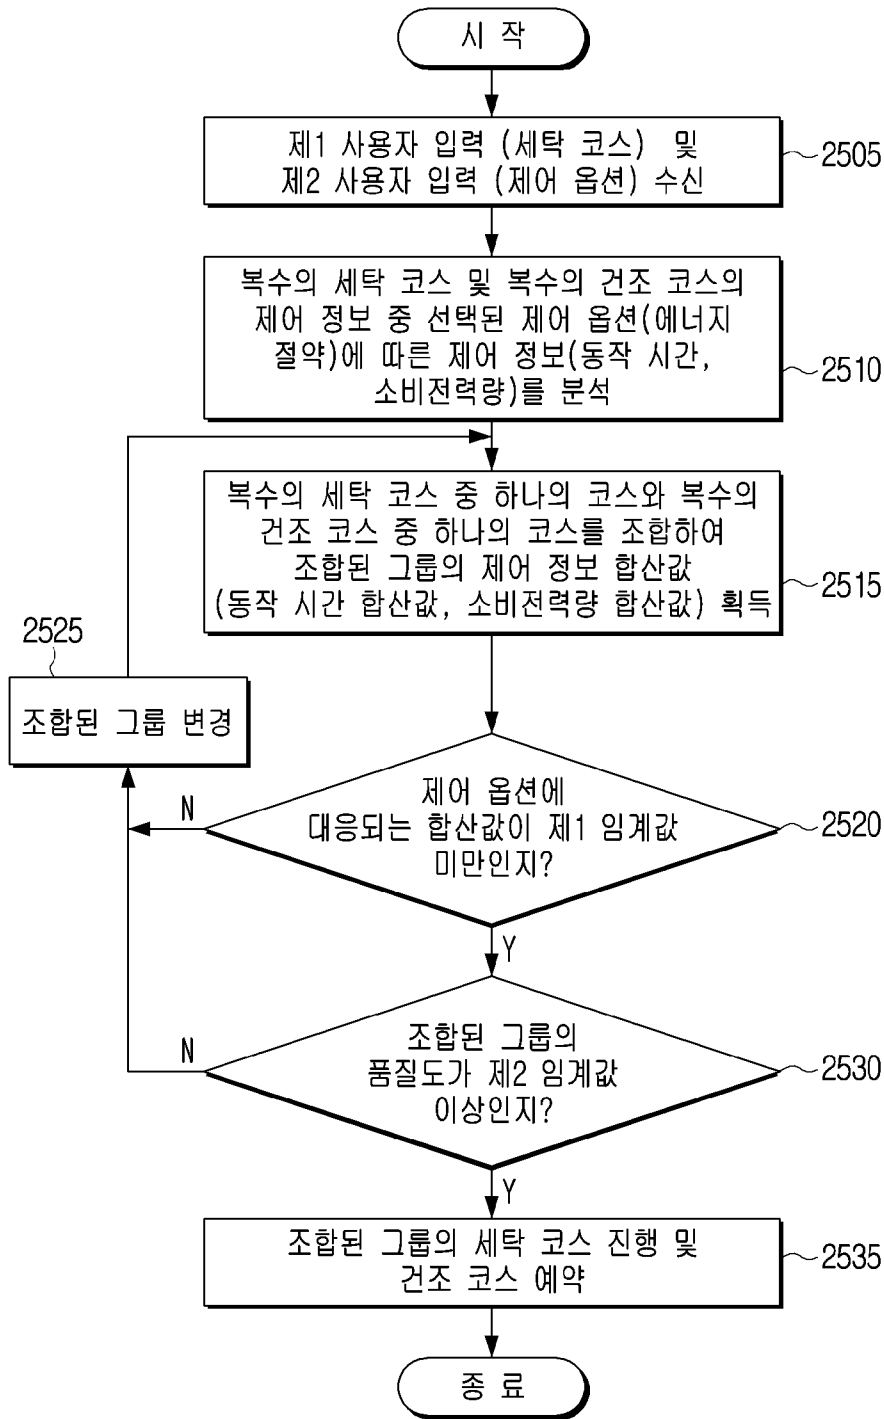 시 작
제1 사용자 입력 (세탁 코스) 및
제2 사용자 입력 (제어 옵션) 수신
2505
복수의 세탁 코스 및 복수의 건조 코스의
제어 정보 중 선택된 제어 옵션(에너지
절약)에 따른 제어 정보(동작 시간,
소비전력량)를 분석
2510
복수의 세탁 코스 중 하나의 코스와 복수의
건조 코스 중 하나의 코스를 조합하여
조합된 그룹의 제어 정보 합산값
(동작 시간 합산값, 소비전력량 합산값) 획득
2515
2525
조합된 그룹 변경
제어 옵션에
대응되는 합산값이 제1 임계값
미만인지?
2520
N
Y
조합된 그룹의
품질도가 제2 임계값
이상인지?
2530
N
Y
조합된 그룹의 세탁 코스 진행 및
건조 코스 예약
2535
종 료